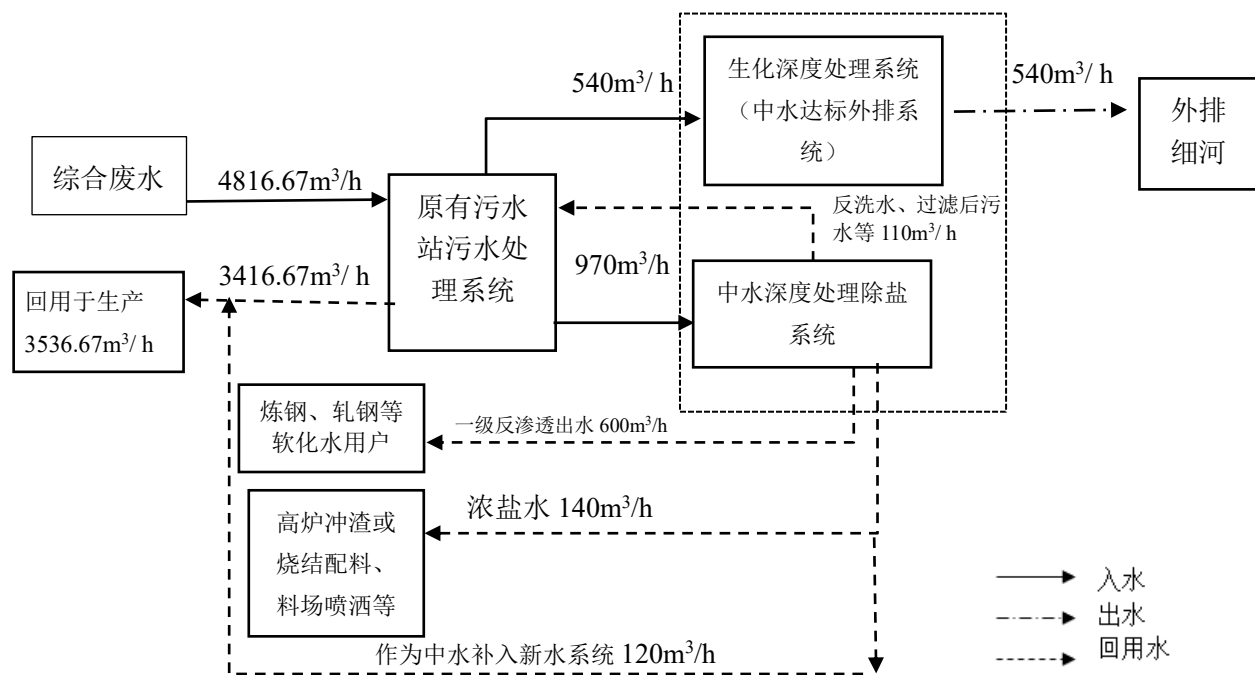 综合废水
4816.67m³/h
原有污水
站污水处
理系统
540m³/ h
生化深度处理系统
（中水达标外排系
统）
540m³/ h
外排
细河
反洗水、过滤后污
水等 110m³/ h
970m³/h
中水深度处理除盐
系统
3416.67m³/ h
回用于生产
3536.67m³/ h
炼钢、轧钢等
软化水用户
一级反渗透出水 600m³/h
浓盐水 140m³/h
高炉冲渣或
烧结配料、
料场喷洒等
作为中水补入新水系统 120m³/h
入水
出水
回用水